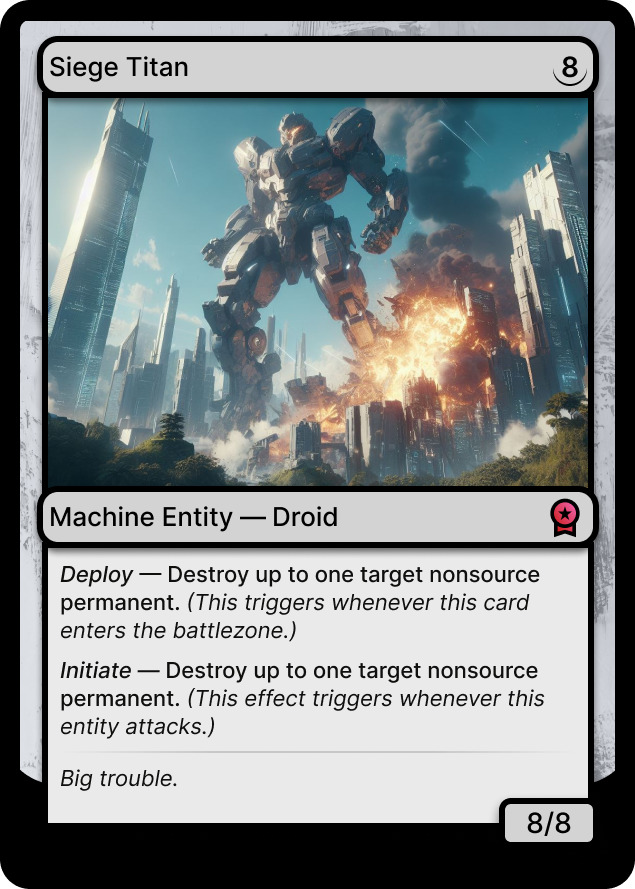 Siege Titan
8
Machine Entity — Droid
Deploy — Destroy up to one target nonsource
permanent. (This triggers whenever this card
enters the battlezone.)
Initiate — Destroy up to one target nonsource
permanent. (This effect triggers whenever this
entity attacks.)
Big trouble.
8/8